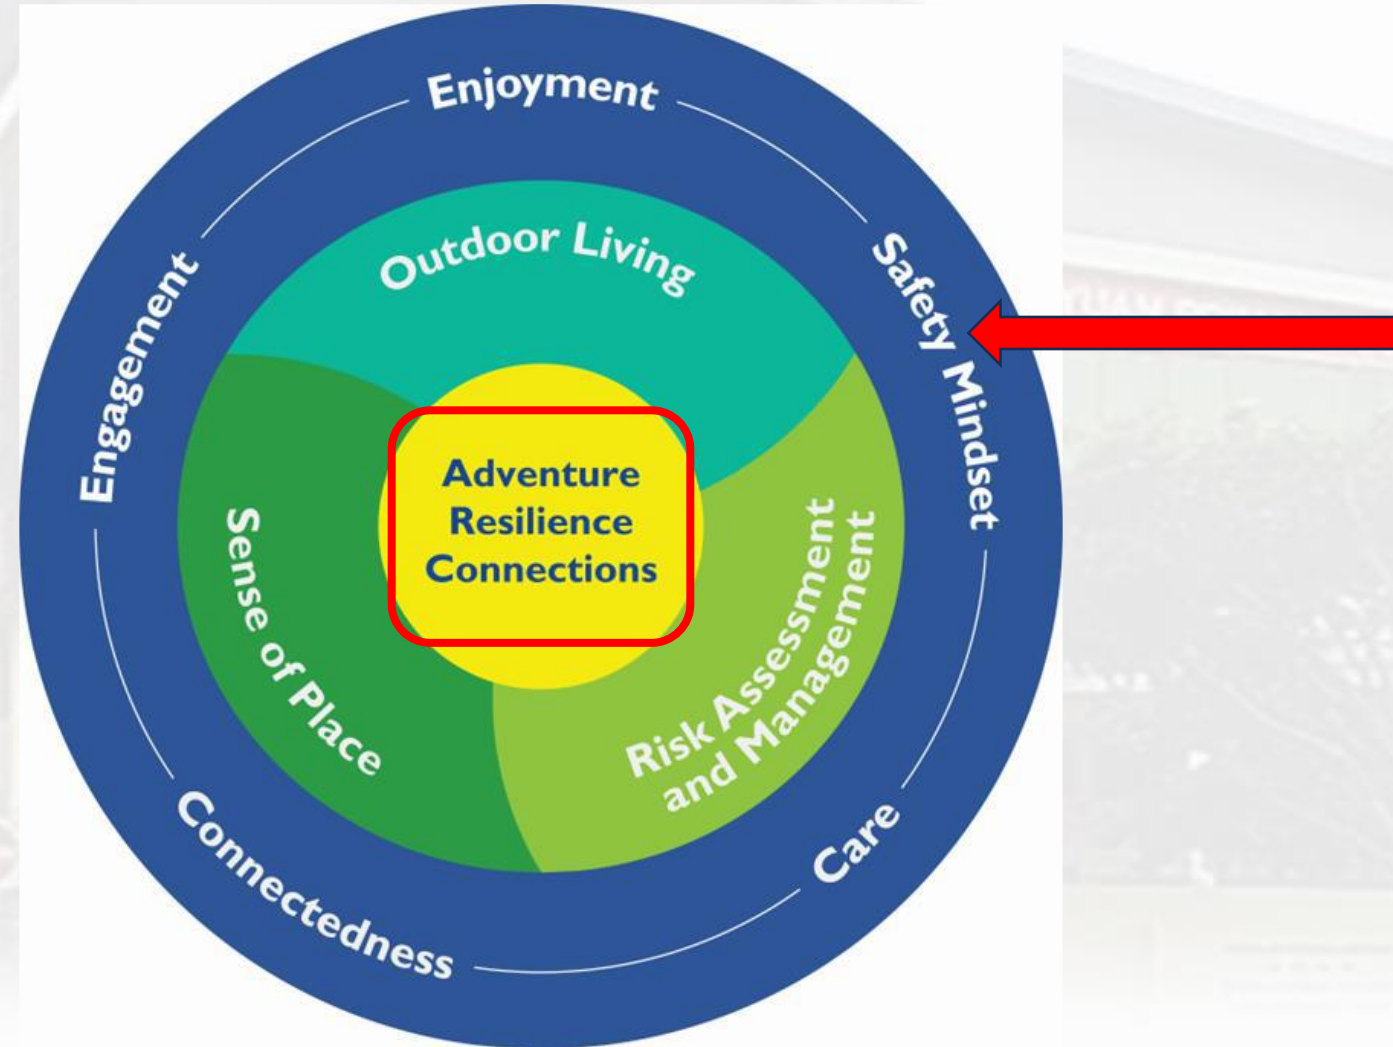 Enjoyment
Safety Mindset
Care
Connectedness
Engagement
Outdoor Living
Risk Assessment
and Management
Sense of Place
Adventure
Resilience
Connections